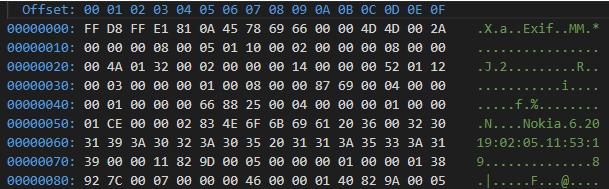 Offset: 00 01 02 03 04 05 06 07 08 09 0A 0B 0C 0D 0E 0F
00000000: FF D8 FF E1 81 0A 45 78 69 66 00 00 4D 4D 00 2A .X.a..Exif..MM.*
00000010: 00 00 00 08 00 05 01 10 00 02 00 00 00 08 00 00 ................
00000020: 00 4A 01 32 00 02 00 00 00 14 00 00 00 52 01 12 .J.2.........R..
00000030: 00 03 00 00 00 01 00 08 00 00 87 69 00 04 00 00 ...........i....
00000040: 00 01 00 00 00 66 88 25 00 04 00 00 00 01 00 00 .....f.%........
00000050: 01 CE 00 00 02 83 4E 6F 6B 69 61 20 36 00 32 30 .N....Nokia.6.20
00000060: 31 39 3A 30 32 3A 30 35 20 31 31 3A 35 33 3A 31 19:02:05.11:53:1
00000070: 39 00 00 11 82 9D 00 05 00 00 00 01 00 00 01 38 9..............8
00000080: 92 7C 00 07 00 00 00 46 00 00 01 40 82 9A 00 05 .|.....F...@....